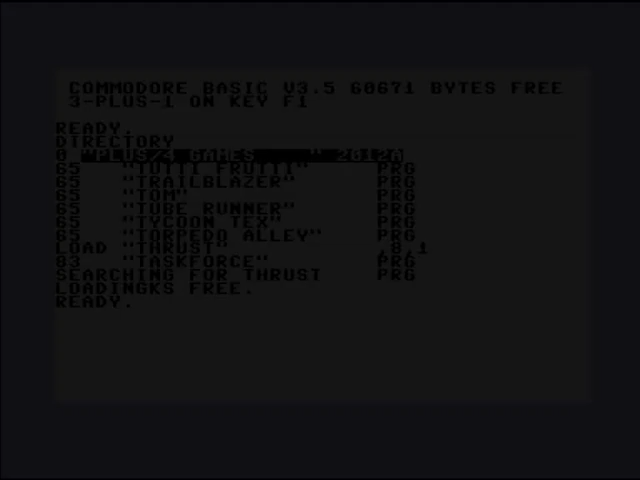 COMMODORE BASIC V3.5 60671 BYTES FREE
3-PLUS-1 ON KEY F1
READY.
DIRECTORY
0 "PLUS/4 GAMES " 2012A
65 "TUTTI FRUTTI" PRG
65 "TRAILBLAZER" PRG
65 "TOM" PRG
65 "TUBE RUNNER" PRG
65 "TYCOON TEX" PRG
65 "TORPEDO ALLEY" PRG
LOAD "THRUST" ,8,1
83 "TASKFORCE" PRG
SEARCHING FOR THRUST PRG
LOADINGKS FREE.
READY.